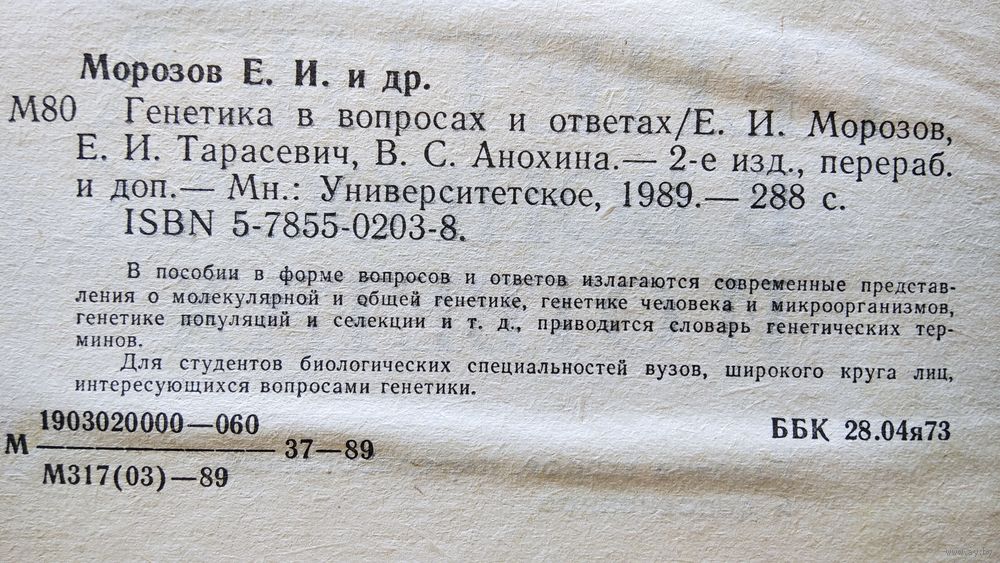 Морозов Е. И. и др.
М80 Генетика в вопросах и ответах/Е. И. Морозов,
Е. И. Тарасевич, В. С. Анохина.— 2-е изд., перераб.
и доп.— Мн.: Университетское, 1989.— 288 с.
ISBN 5-7855-0203-8.
В пособии в форме вопросов и ответов излагаются современные представ-
ления о молекулярной и общей генетике, генетике человека и микроорганизмов,
генетике популяций и селекции и т. д., приводится словарь генетических тер-
минов.
Для студентов биологических специальностей вузов, широкого круга лиц,
интересующихся вопросами генетики.
1903020000—060
М ——— 37—89
М317(03)—89
ББК 28.04я73
www.ay.by